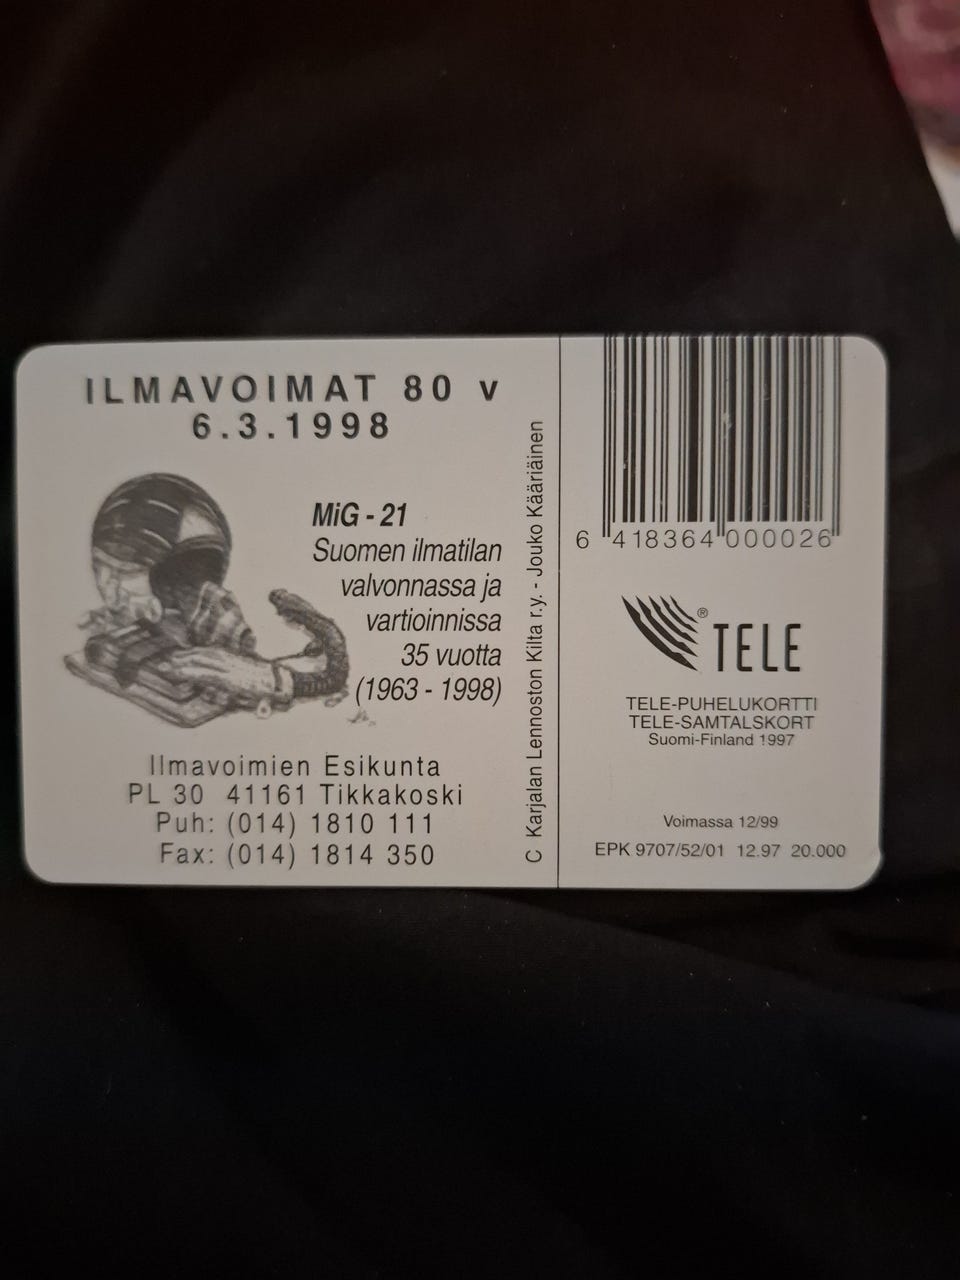 ILMAVOIMAT 80 v
6.3.1998
MiG - 21
Suomen ilmatilan
valvonnassa ja
vartioinnissa
35 vuotta
(1963 - 1998)
Ilmavoimien Esikunta
PL 30 41161 Tikkakoski
Puh: (014) 1810 111
Fax: (014) 1814 350
C Karjalan Lennoston Kilta r.y. - Jouko Kääriäinen
6 418364 000026
® TELE
TELE-PUHELUKORTTI
TELE-SAMTALSKORT
Suomi-Finland 1997
Voimassa 12/99
EPK 9707/52/01 12.97 20.000